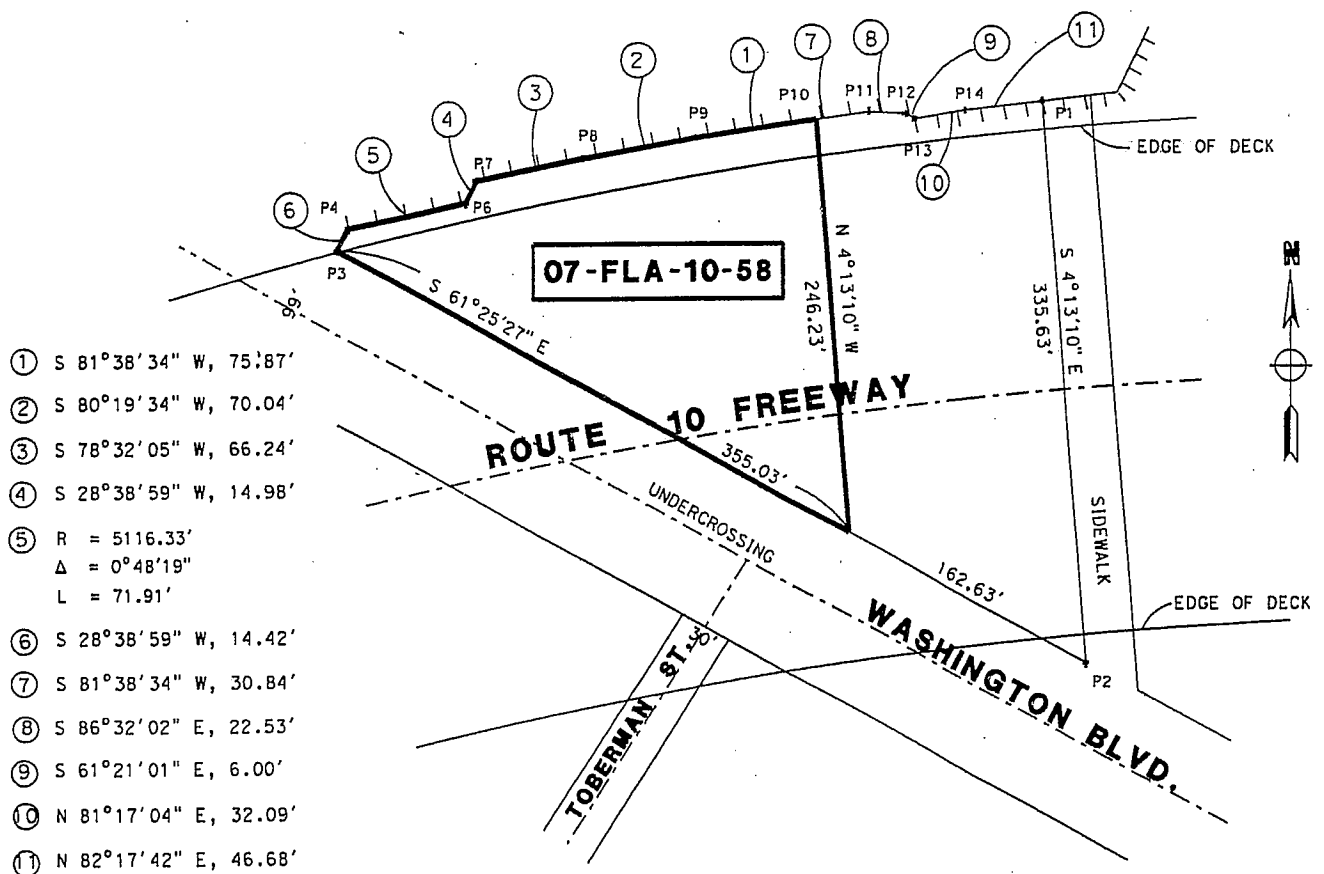 11
9
7
8
1
2
3
4
5
6
P14
P12
P11
P10
P1
P9
P8
P13
EDGE OF DECK
10
P7
P4
P6
P3
07-FLA-10-58
N
N 4°13'10" W
246.23'
S 4°13'10" E
335.63'
S 61°25'27" E
1 S 81°38'34" W, 75.87'
2 S 80°19'34" W, 70.04'
3 S 78°32'05" W, 66.24'
4 S 28°38'59" W, 14.98'
5 R = 5116.33'
Δ = 0°48'19"
L = 71.91'
6 S 28°38'59" W, 14.42'
7 S 81°38'34" W, 30.84'
8 S 86°32'02" E, 22.53'
9 S 61°21'01" E, 6.00'
10 N 81°17'04" E, 32.09'
11 N 82°17'42" E, 46.68'
ROUTE 10 FREEWAY
355.03'
UNDERCROSSING
SIDEWALK
162.63'
EDGE OF DECK
WASHINGTON BLVD.
P2
30'
TOBERMAN ST.